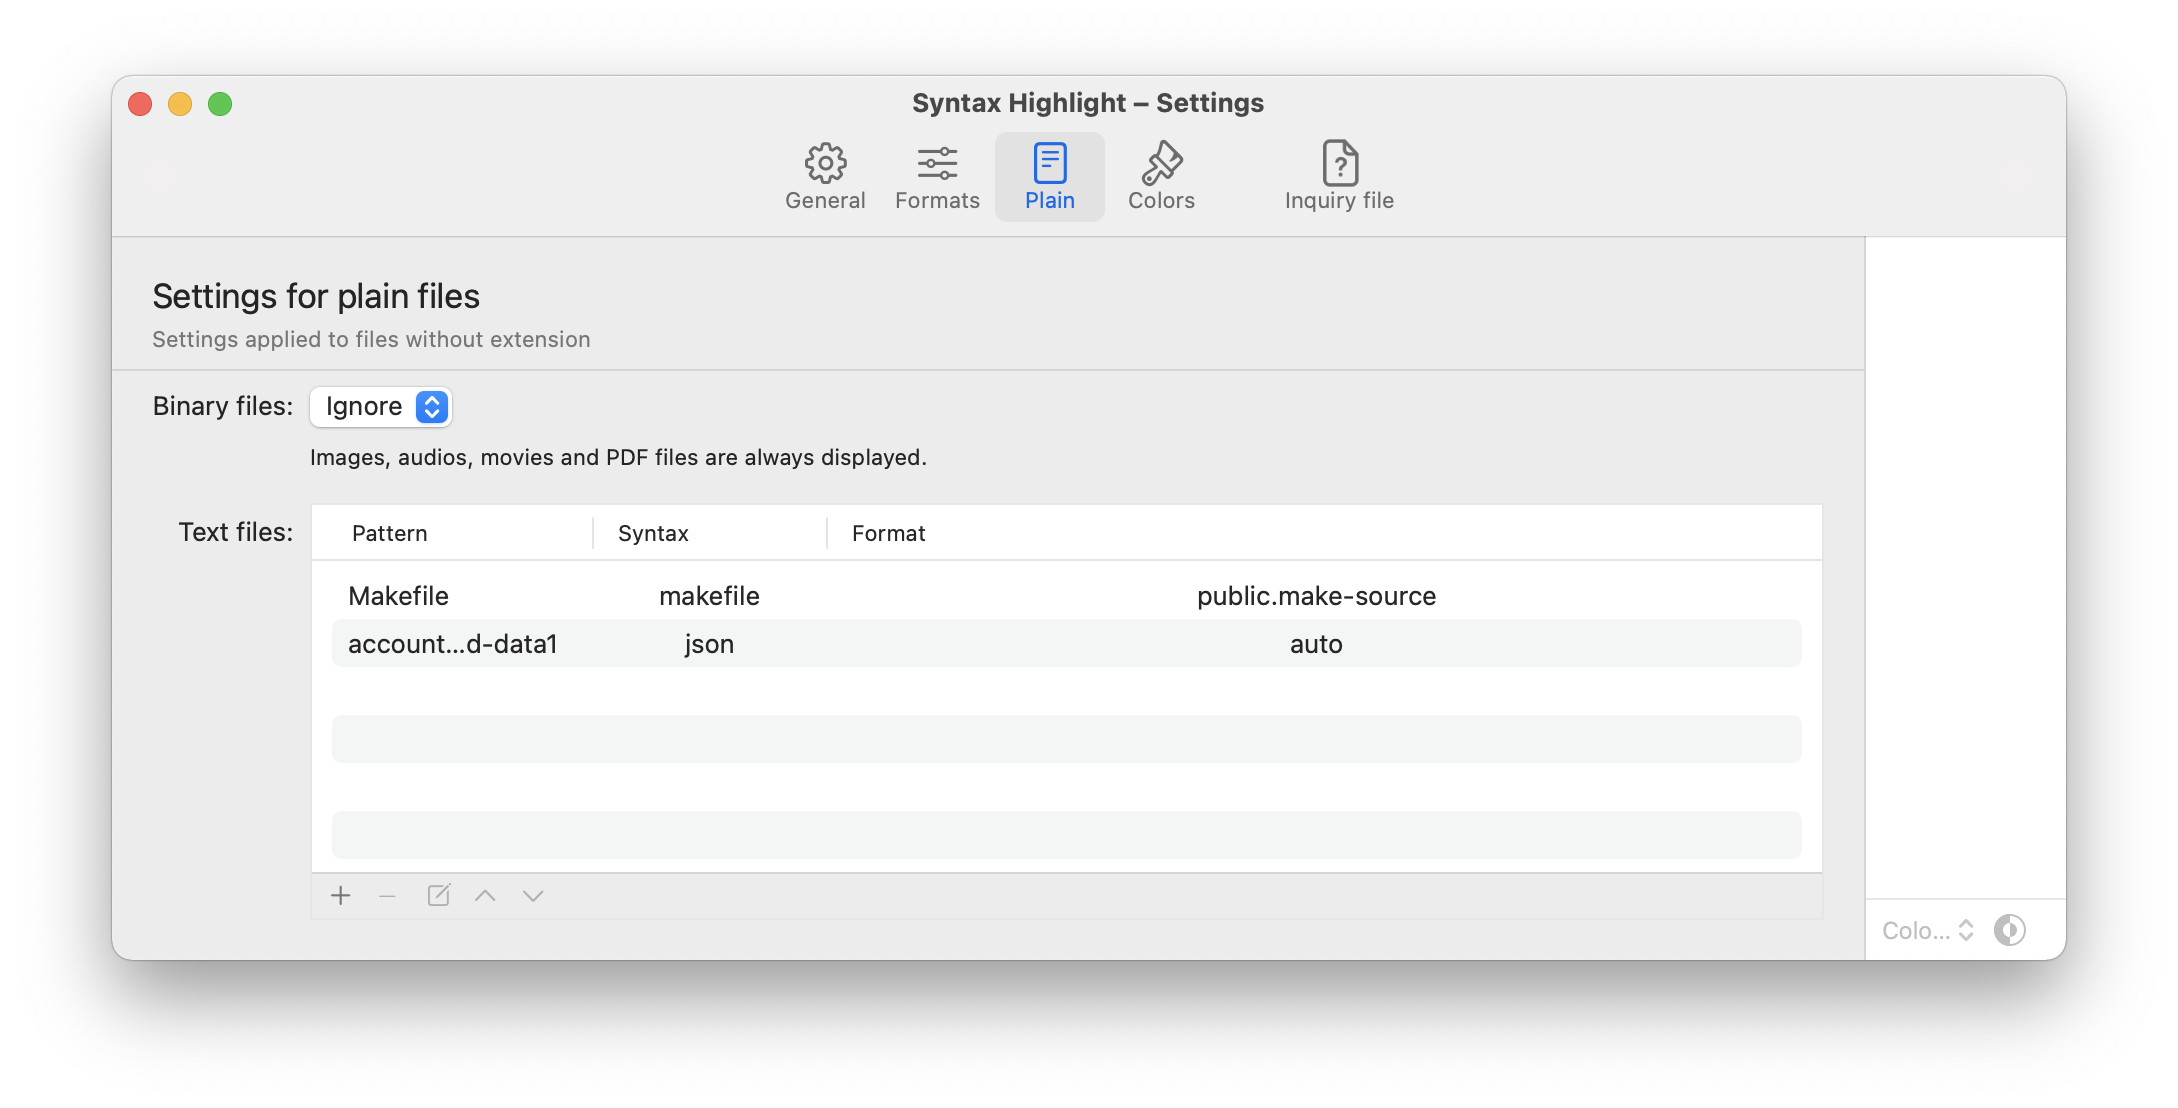 Syntax Highlight – Settings
General Formats Plain Colors Inquiry file
Settings for plain files
Settings applied to files without extension
Binary files: Ignore
Images, audios, movies and PDF files are always displayed.
Text files: Pattern Syntax Format
Makefile makefile public.make-source
account...d-data1 json auto
Colo...